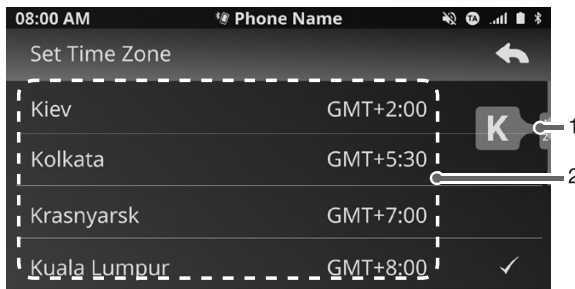 08:00 AM Phone Name TA
Set Time Zone
Kiev GMT+2:00
K 1
Kolkata GMT+5:30
2
Krasnyarsk GMT+7:00
Kuala Lumpur GMT+8:00